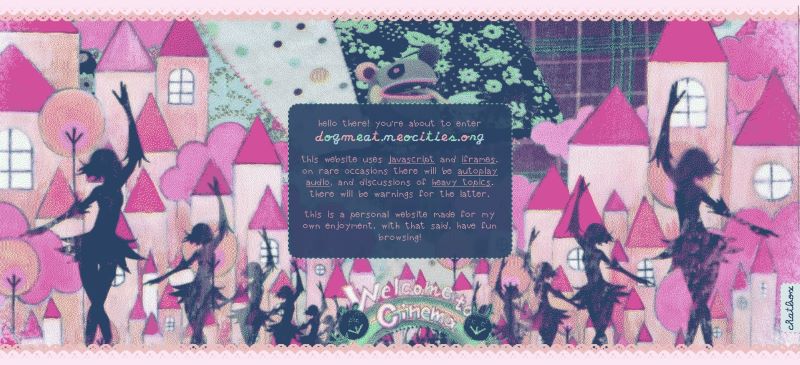 hello there! you're about to enter
dogmeat.neocities.org
this website uses javascript and iframes.
on rare occasions there will be autoplay
audio, and discussions of heavy topics.
there will be warnings for the latter.
this is a personal website made for my
own enjoyment, with that said, have fun
browsing!
Welcome to
Cinema
chatbox